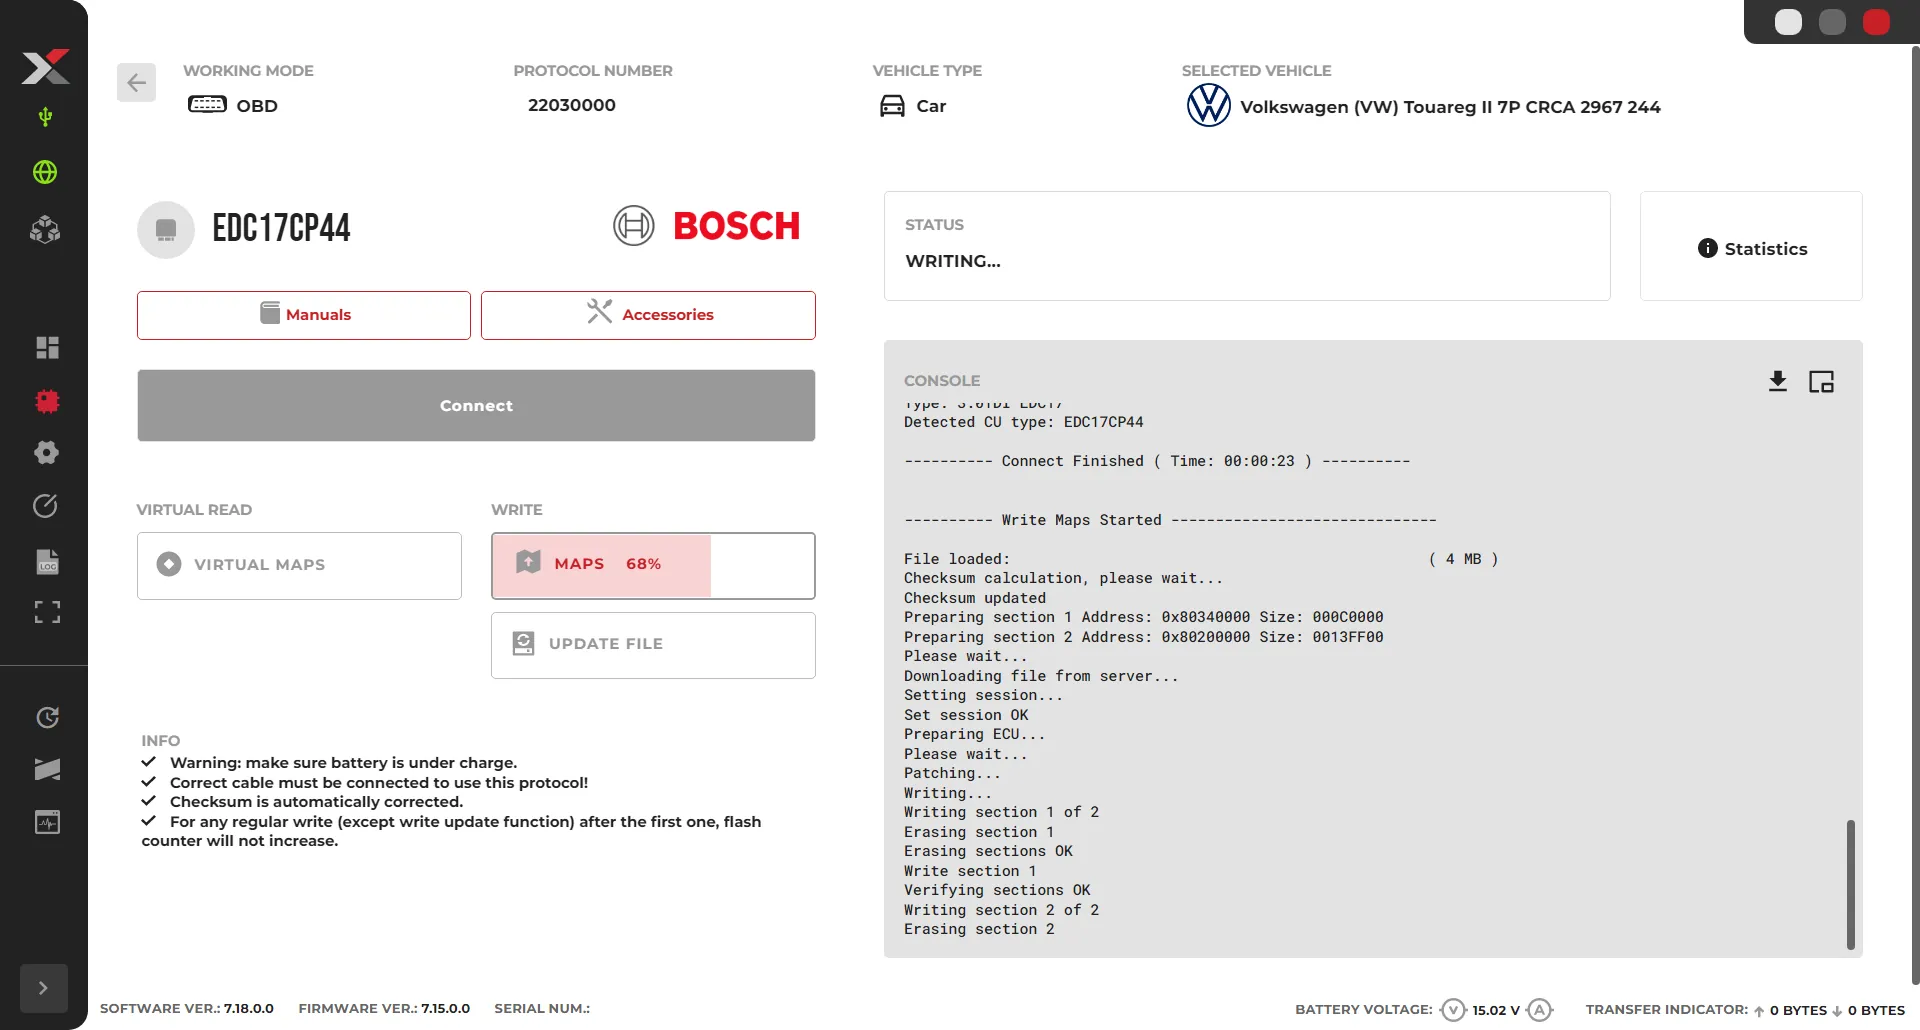 WORKING MODE
OBD
PROTOCOL NUMBER
22030000
VEHICLE TYPE
Car
SELECTED VEHICLE
Volkswagen (VW) Touareg II 7P CRCA 2967 244
EDC17CP44
BOSCH
Manuals
Accessories
Connect
VIRTUAL READ
VIRTUAL MAPS
WRITE
MAPS 68%
UPDATE FILE
INFO
Warning: make sure battery is under charge.
Correct cable must be connected to use this protocol!
Checksum is automatically corrected.
For any regular write (except write update function) after the first one, flash
counter will not increase.
STATUS
WRITING...
Statistics
CONSOLE
Type: 3.0TDI EDC17
Detected CU type: EDC17CP44
---------- Connect Finished ( Time: 00:00:23 ) ----------
---------- Write Maps Started ------------------------------
File loaded: ( 4 MB )
Checksum calculation, please wait...
Checksum updated
Preparing section 1 Address: 0x80340000 Size: 000C0000
Preparing section 2 Address: 0x80200000 Size: 0013FF00
Please wait...
Downloading file from server...
Setting session...
Set session OK
Preparing ECU...
Please wait...
Patching...
Writing...
Writing section 1 of 2
Erasing section 1
Erasing sections OK
Write section 1
Verifying sections OK
Writing section 2 of 2
Erasing section 2
LOG
SOFTWARE VER.: 7.18.0.0
FIRMWARE VER.: 7.15.0.0
SERIAL NUM.:
BATTERY VOLTAGE: V 15.02 V A
TRANSFER INDICATOR: 0 BYTES 0 BYTES